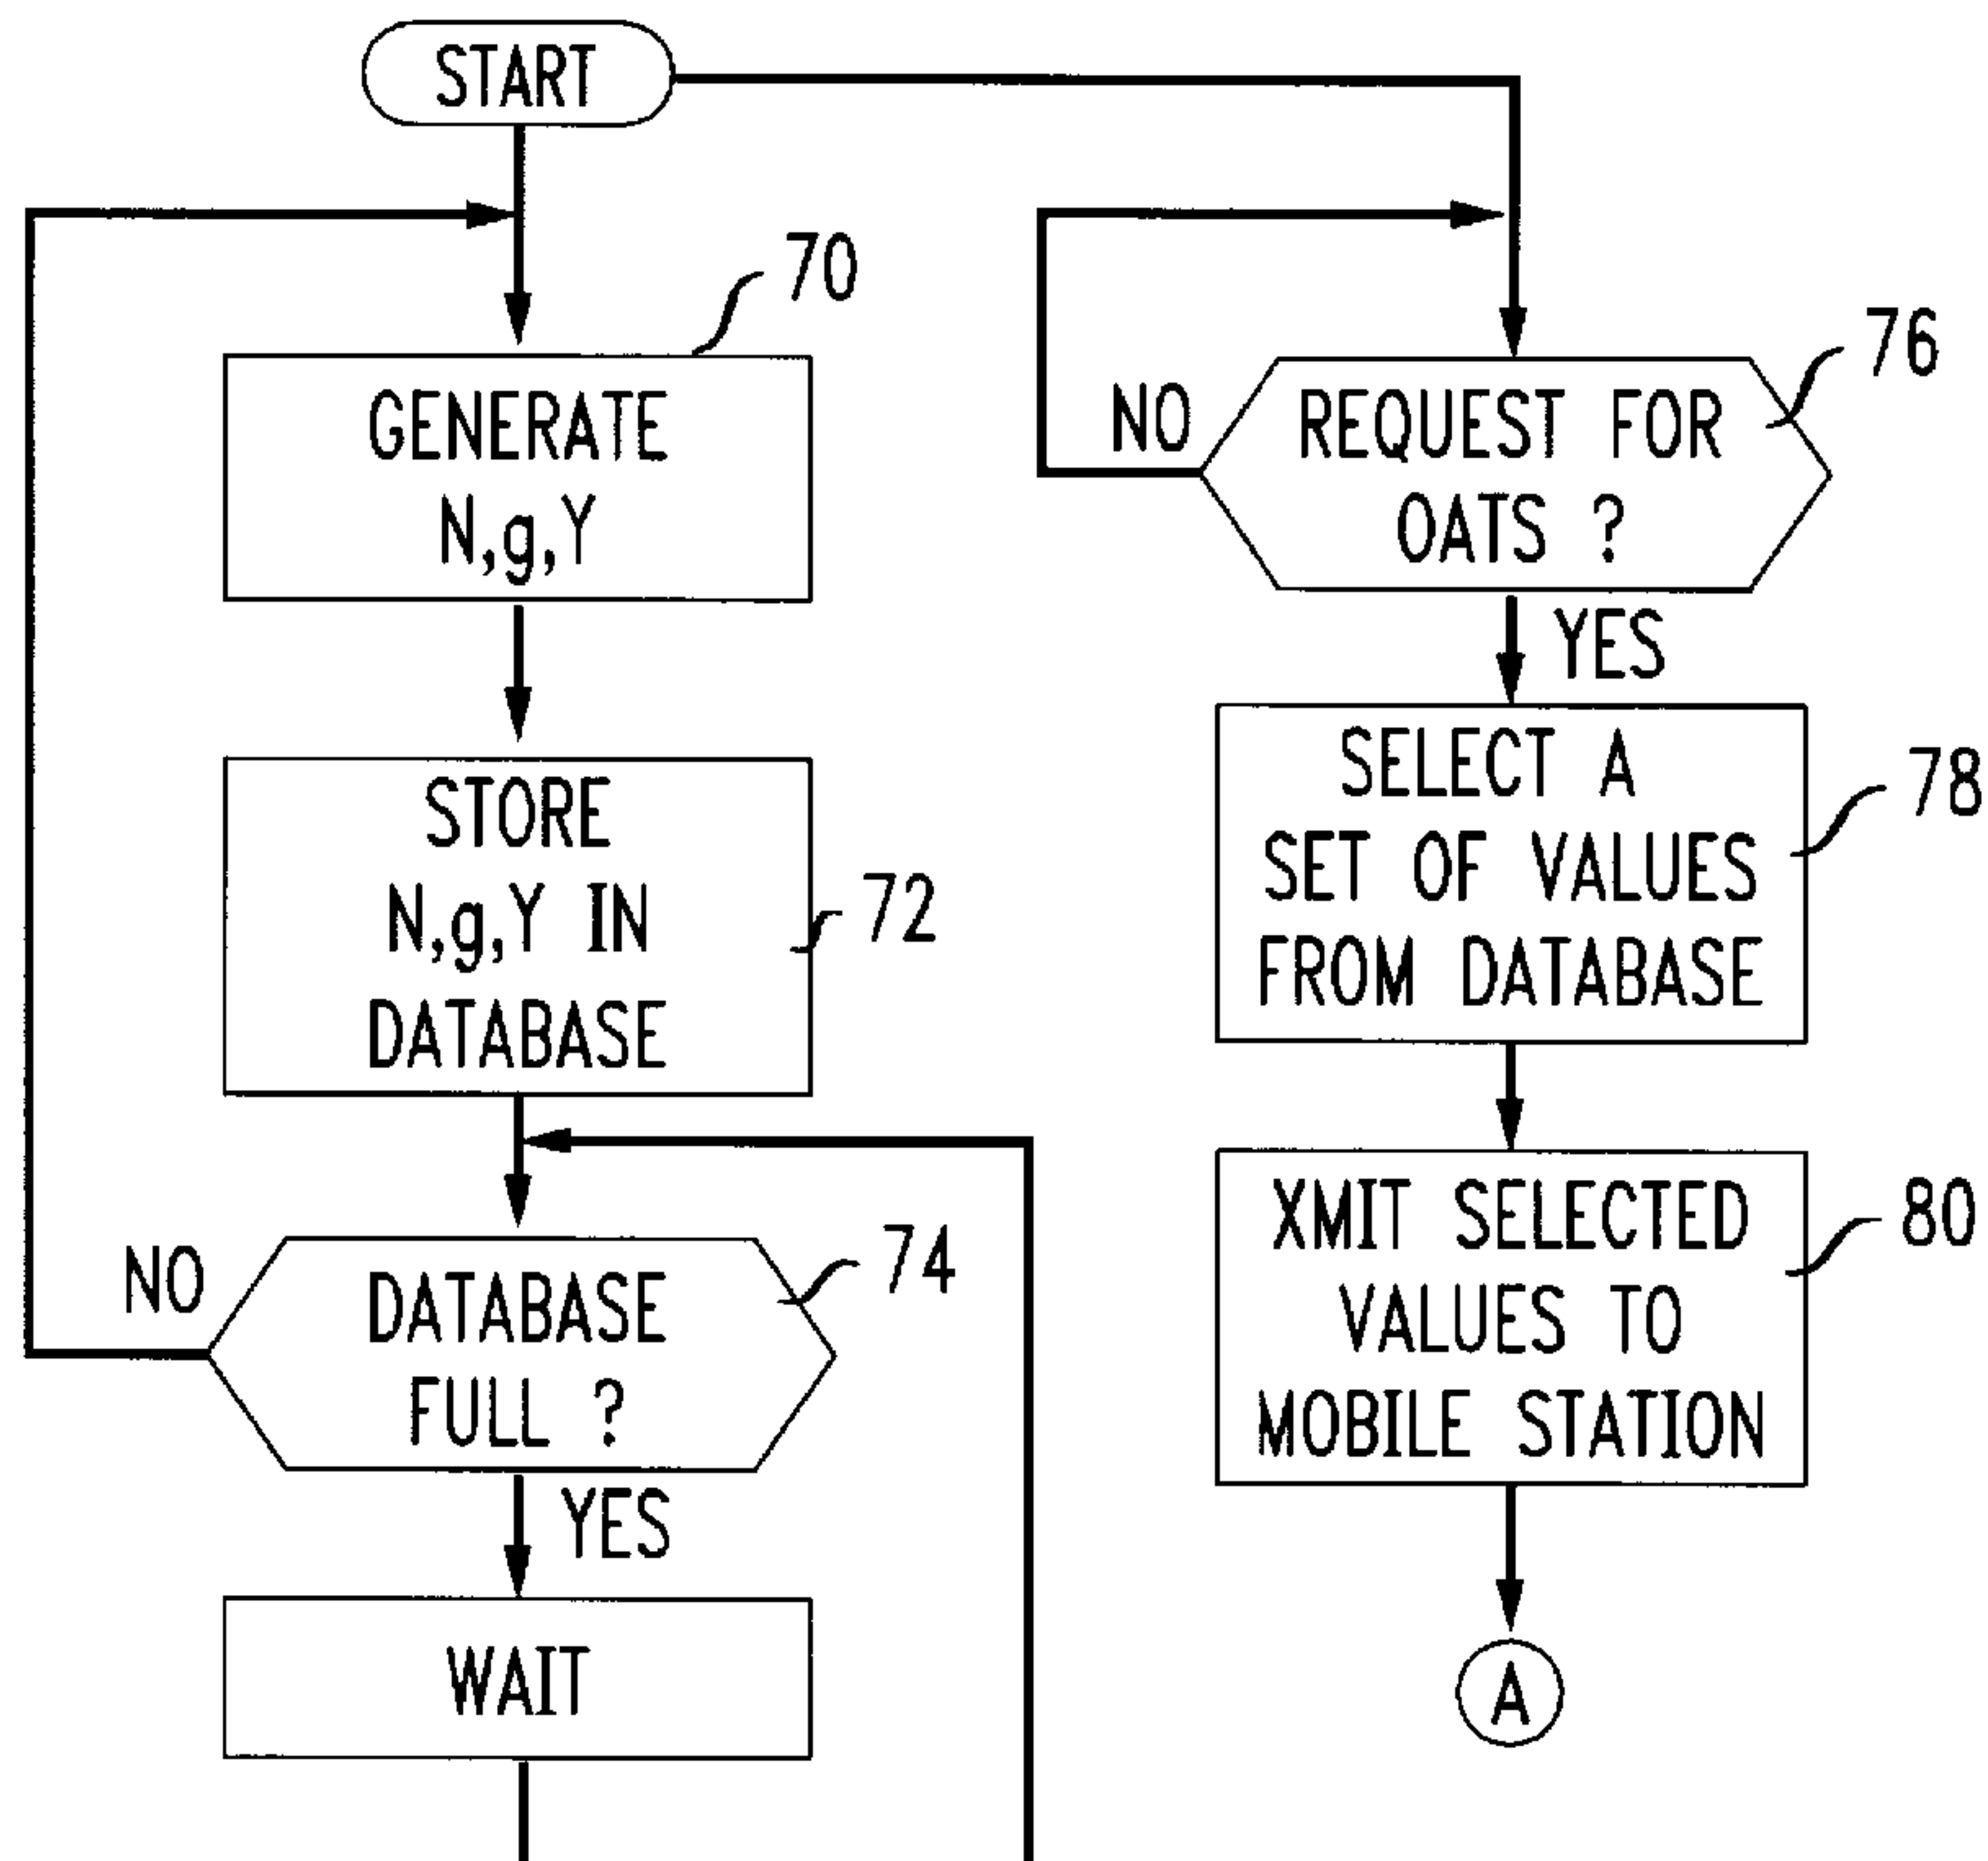 START
70
GENERATE
N,g,Y
STORE
N,g,Y IN
DATABASE
72
74
DATABASE
FULL ?
NO
YES
WAIT
76
REQUEST FOR
OATS ?
NO
YES
SELECT A
SET OF VALUES
FROM DATABASE
78
XMIT SELECTED
VALUES TO
MOBILE STATION
80
A